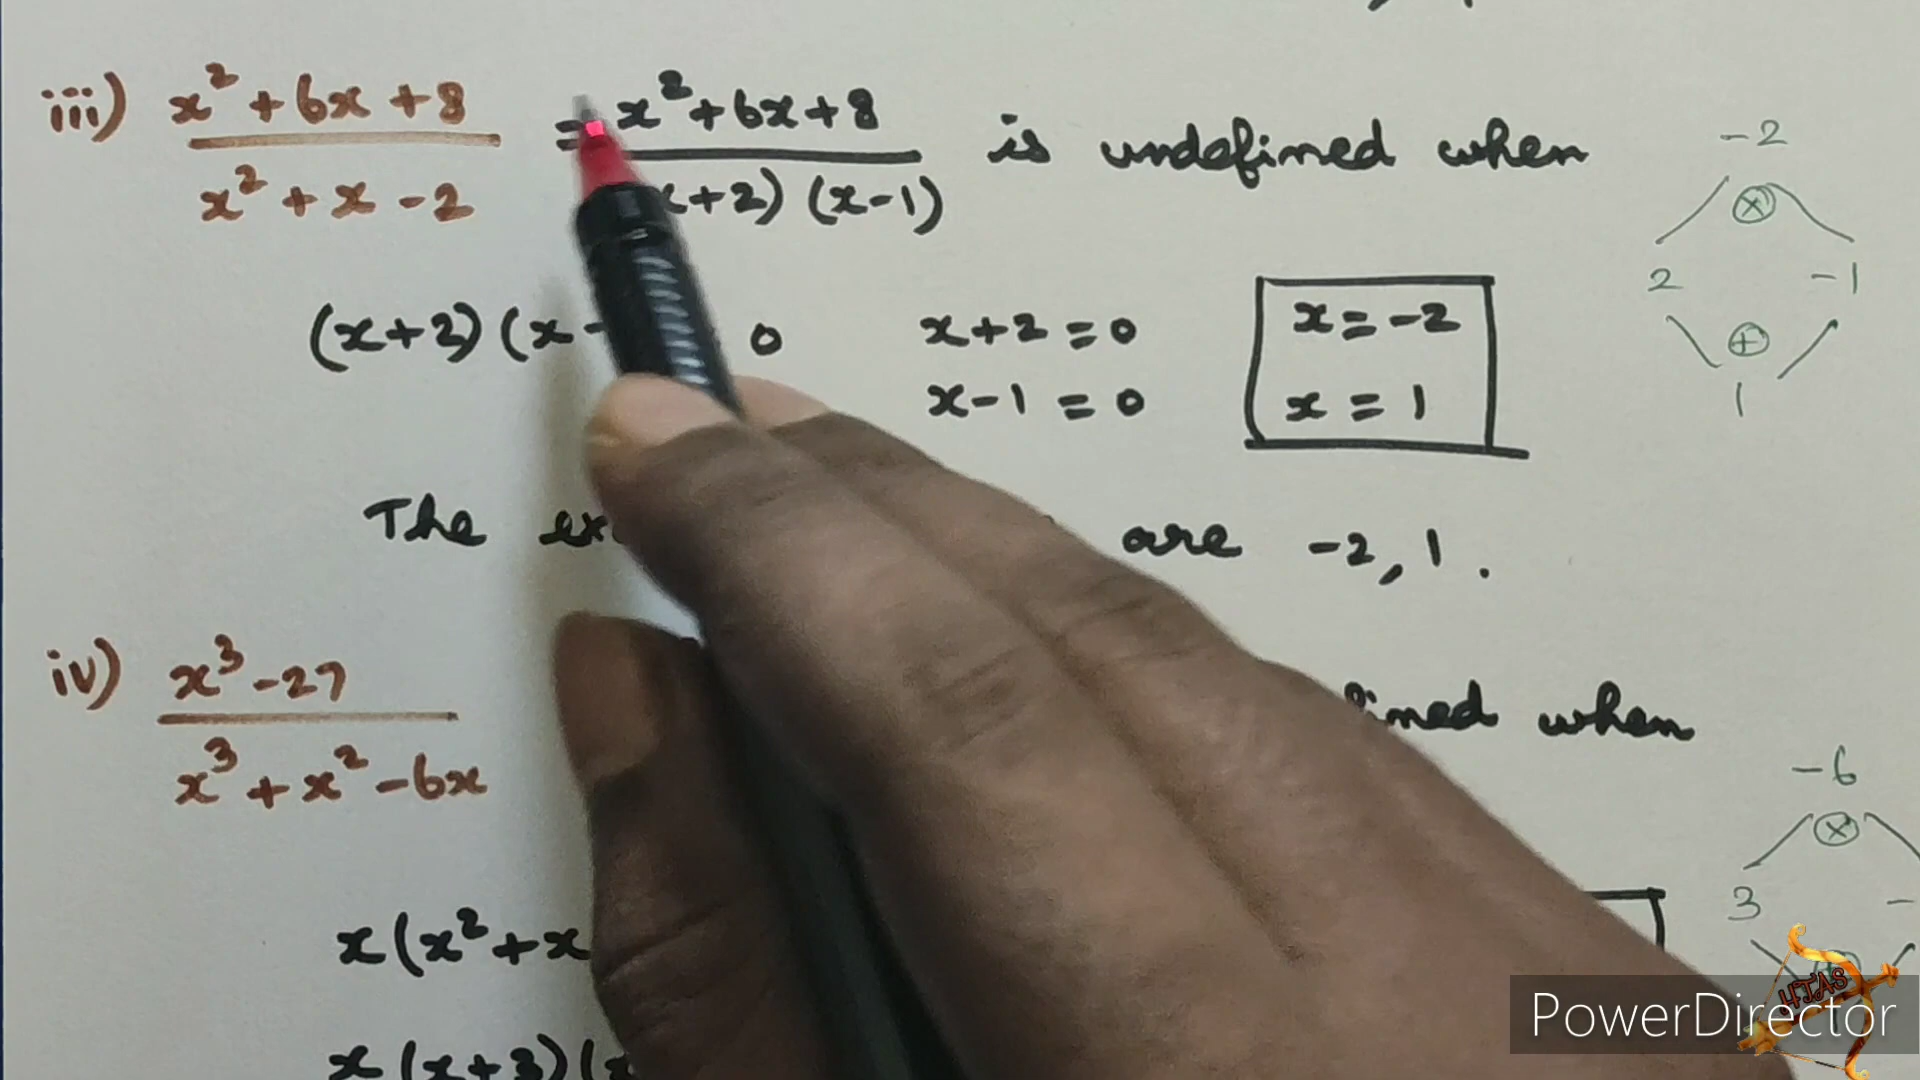 iii) x² + 6x + 8 = x² + 6x + 8 is undefined when
x² + x - 2 x+2) (x-1)
-2
×
2 -1
+
1
(x+2) (x- 0 x+2 = 0 x = -2
x-1 = 0 x = 1
The are -2, 1.
iv) x³ - 27 when
x³ + x² - 6x
-6
×
3 -
x(x² + x
x(x+3)(
HJAS
PowerDirector